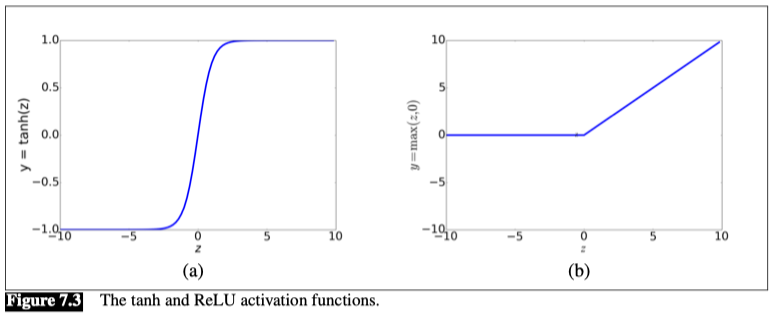 1.0
0.5
0.0
−0.5
−1.0
y = tanh(z)
−10 −5 0 5 10
z
(a)
10
5
0
−5
−10
y=max(z,0)
−10 −5 0 5 10
z
(b)
Figure 7.3 The tanh and ReLU activation functions.